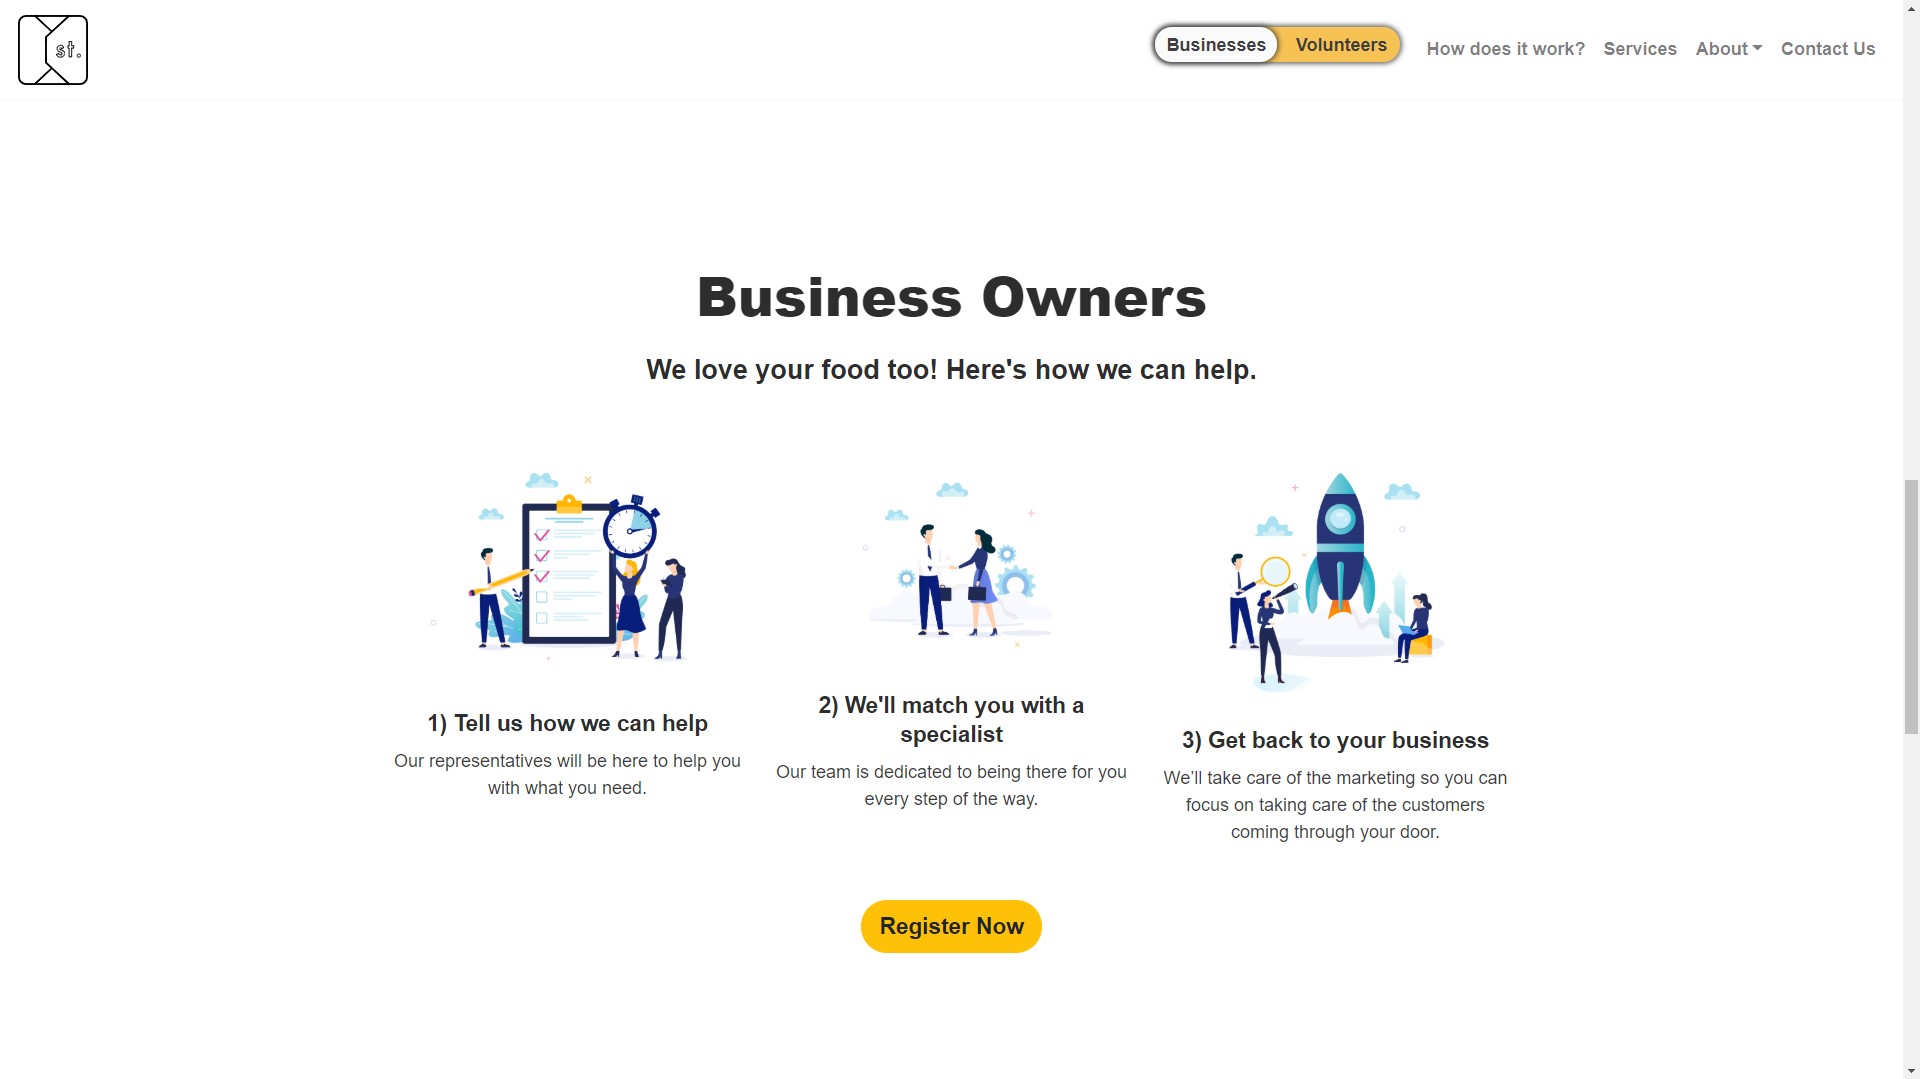 st.
Businesses Volunteers How does it work? Services About Contact Us
Business Owners
We love your food too! Here's how we can help.
1) Tell us how we can help
Our representatives will be here to help you
with what you need.
2) We'll match you with a
specialist
Our team is dedicated to being there for you
every step of the way.
3) Get back to your business
We’ll take care of the marketing so you can
focus on taking care of the customers
coming through your door.
Register Now